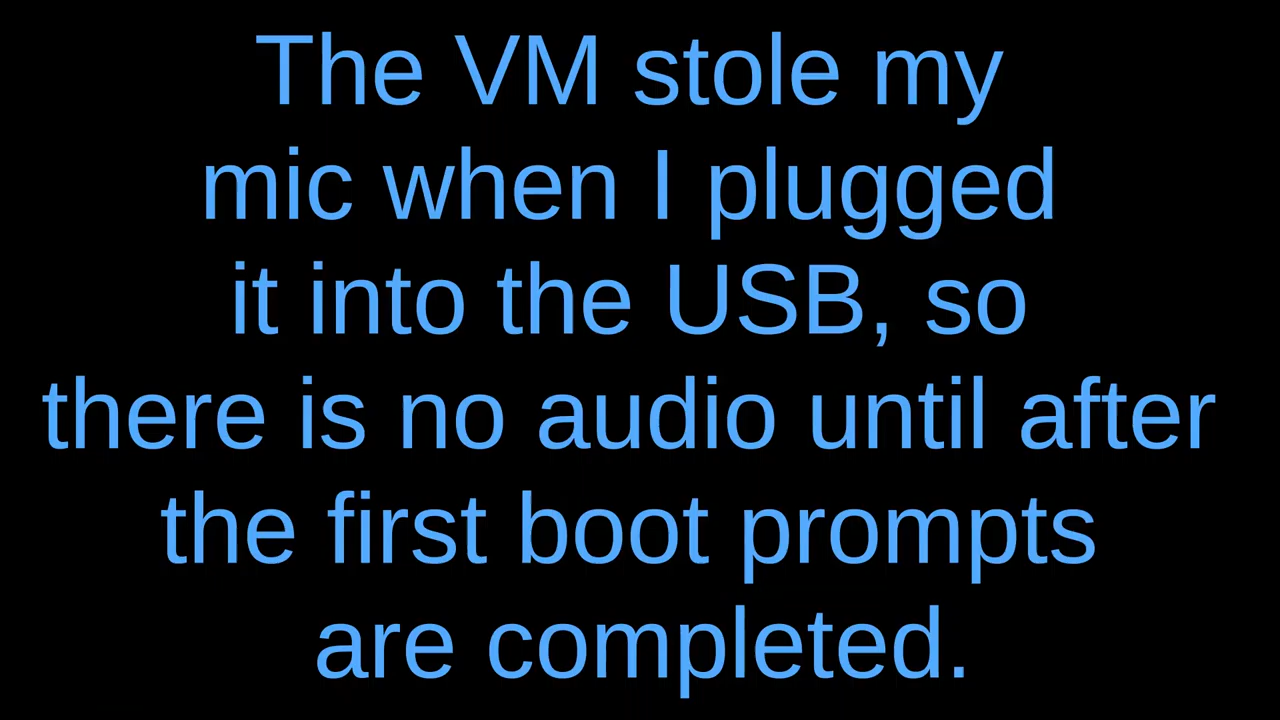 The VM stole my
mic when I plugged
it into the USB, so
there is no audio until after
the first boot prompts
are completed.